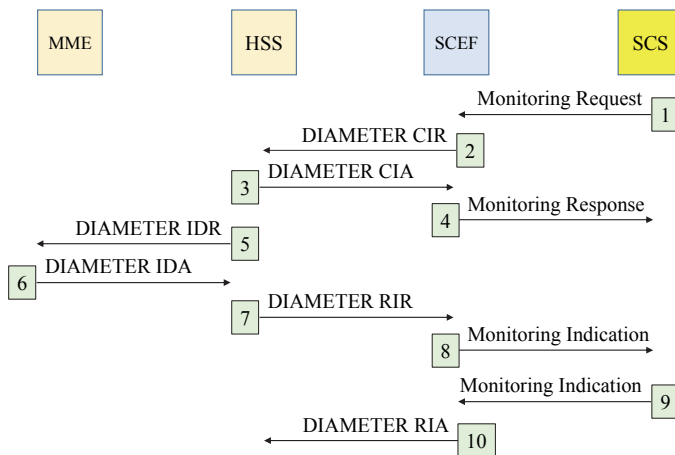 MME
HSS
SCEF
SCS
Monitoring Request
1
DIAMETER CIR
2
3
DIAMETER CIA
4
Monitoring Response
DIAMETER IDR
5
6
DIAMETER IDA
7
DIAMETER RIR
8
Monitoring Indication
Monitoring Indication
9
DIAMETER RIA
10